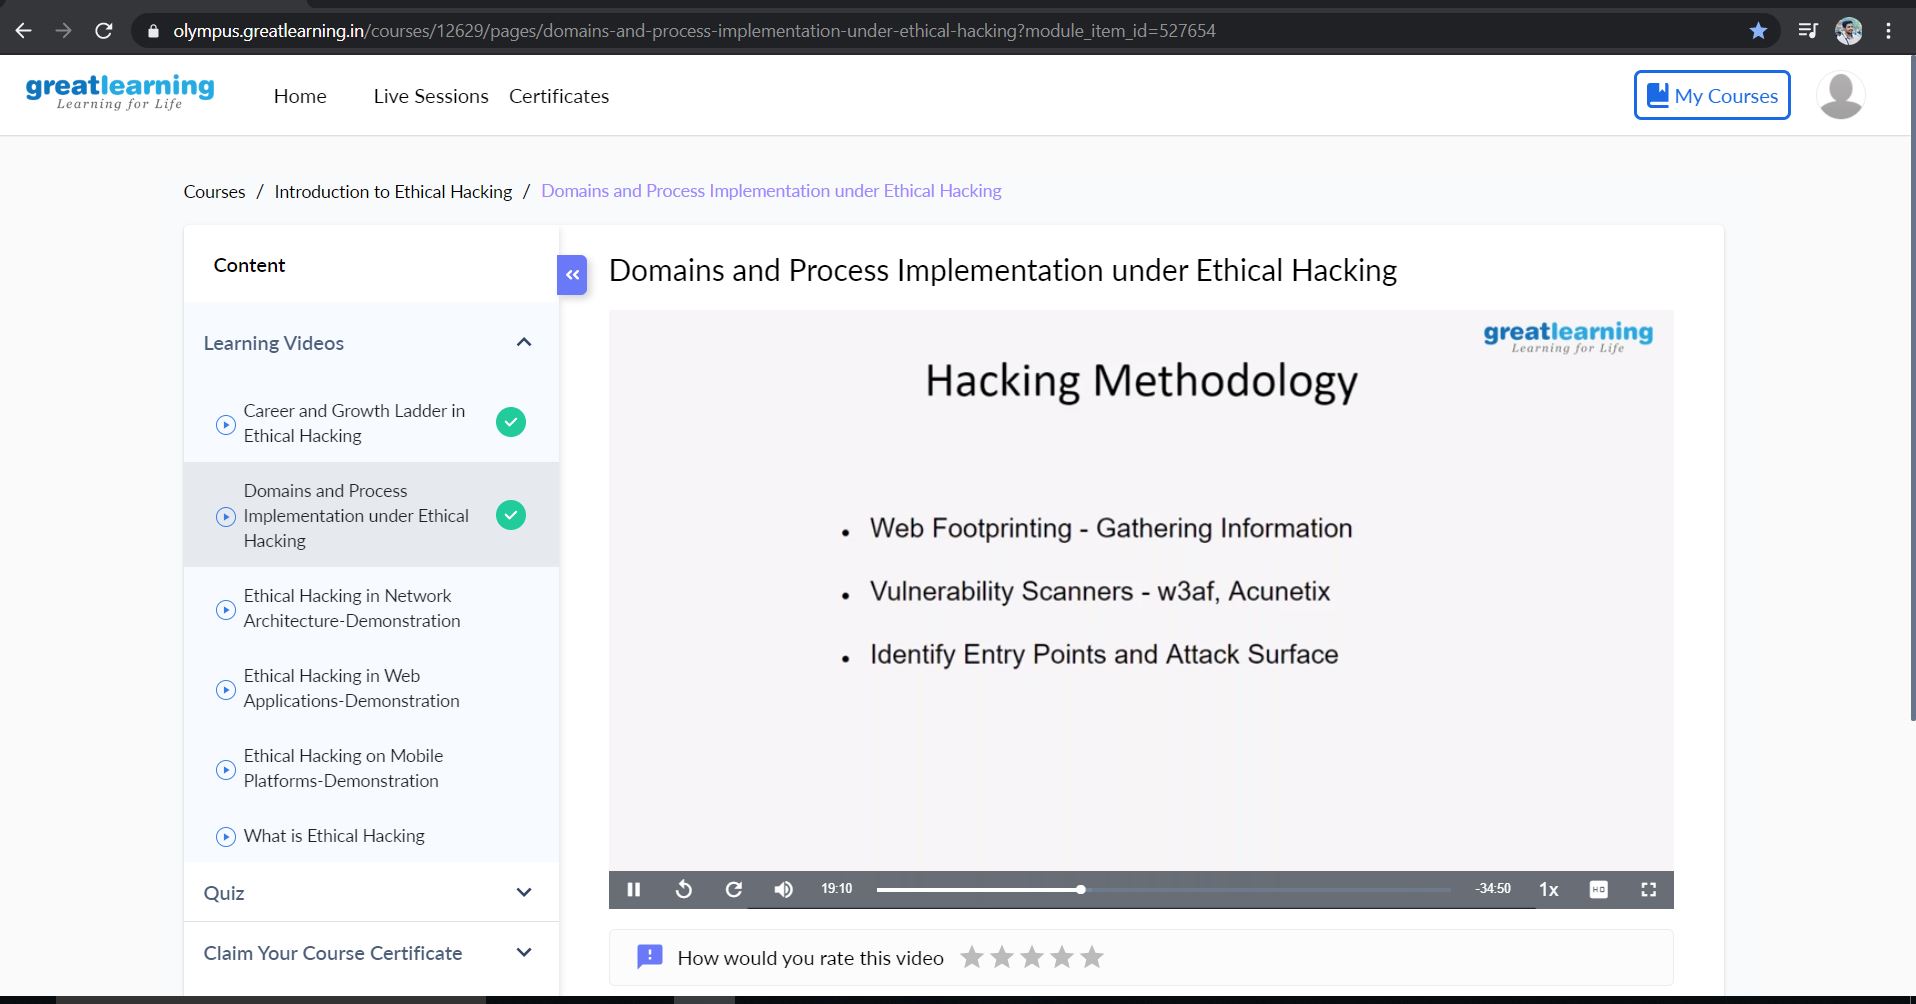 olympus.greatlearning.in/courses/12629/pages/domains-and-process-implementation-under-ethical-hacking?module_item_id=527654
greatlearning
Learning for Life
Home
Live Sessions
Certificates
My Courses
Courses / Introduction to Ethical Hacking / Domains and Process Implementation under Ethical Hacking
Content
Learning Videos
Career and Growth Ladder in
Ethical Hacking
Domains and Process
Implementation under Ethical
Hacking
Ethical Hacking in Network
Architecture-Demonstration
Ethical Hacking in Web
Applications-Demonstration
Ethical Hacking on Mobile
Platforms-Demonstration
What is Ethical Hacking
Quiz
Claim Your Course Certificate
«
Domains and Process Implementation under Ethical Hacking
greatlearning
Learning for Life
Hacking Methodology
• Web Footprinting - Gathering Information
• Vulnerability Scanners - w3af, Acunetix
• Identify Entry Points and Attack Surface
19:10
-34:50
1x
HD
How would you rate this video